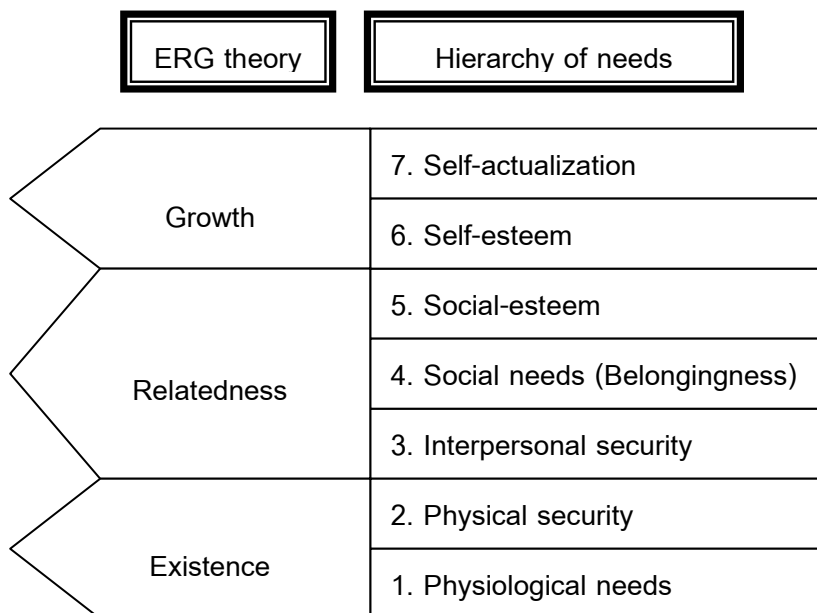 ERG theory
Hierarchy of needs
Growth
7. Self-actualization
6. Self-esteem
Relatedness
5. Social-esteem
4. Social needs (Belongingness)
3. Interpersonal security
Existence
2. Physical security
1. Physiological needs